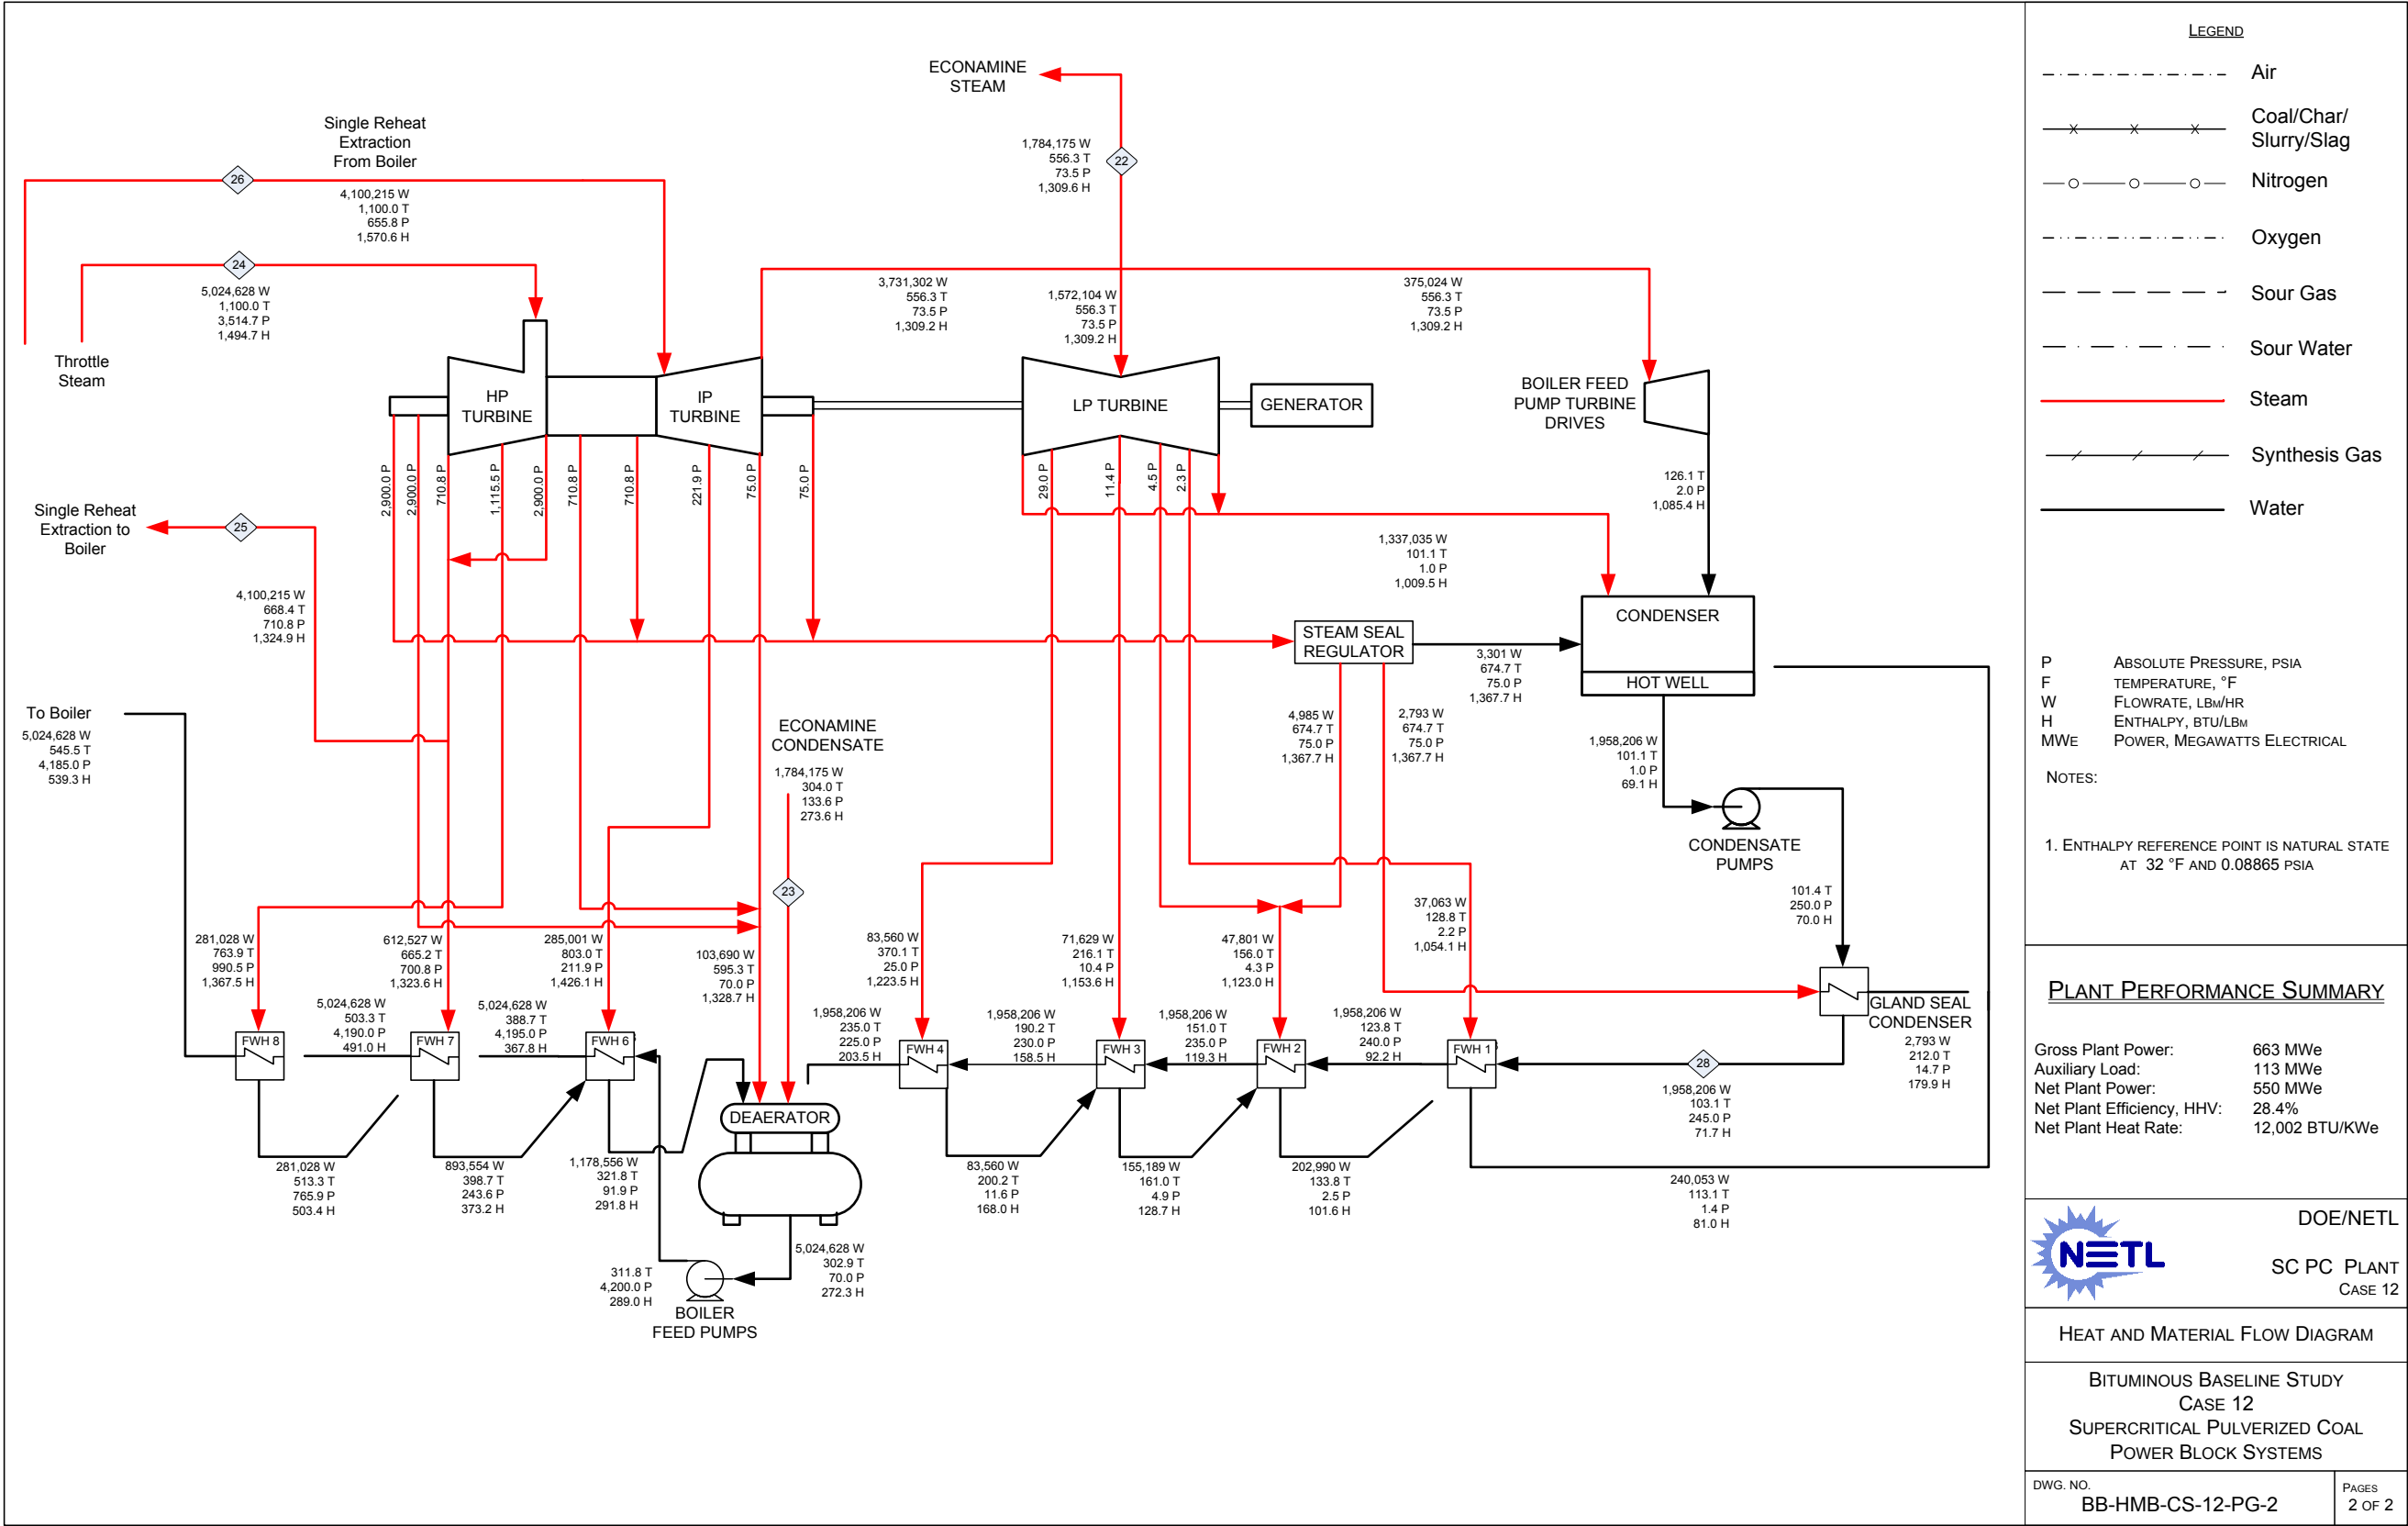 ECONAMINE
STEAM
Single Reheat
Extraction
From Boiler
1,784,175 W
556.3 T
73.5 P
1,309.6 H
22
26
4,100,215 W
1,100.0 T
655.8 P
1,570.6 H
24
5,024,628 W
1,100.0 T
3,514.7 P
1,494.7 H
Throttle
Steam
3,731,302 W
556.3 T
73.5 P
1,309.2 H
1,572,104 W
556.3 T
73.5 P
1,309.2 H
375,024 W
556.3 T
73.5 P
1,309.2 H
HP
TURBINE
IP
TURBINE
LP TURBINE
GENERATOR
BOILER FEED
PUMP TURBINE
DRIVES
2,900.0 P
2,900.0 P
710.8 P
1,115.5 P
2,900.0 P
710.8 P
710.8 P
221.9 P
75.0 P
75.0 P
29.0 P
11.4 P
4.5 P
2.3 P
126.1 T
2.0 P
1,085.4 H
Single Reheat
Extraction to
Boiler
25
4,100,215 W
668.4 T
710.8 P
1,324.9 H
1,337,035 W
101.1 T
1.0 P
1,009.5 H
STEAM SEAL
REGULATOR
CONDENSER
HOT WELL
3,301 W
674.7 T
75.0 P
1,367.7 H
4,985 W
674.7 T
75.0 P
1,367.7 H
2,793 W
674.7 T
75.0 P
1,367.7 H
To Boiler
5,024,628 W
545.5 T
4,185.0 P
539.3 H
ECONAMINE
CONDENSATE
1,784,175 W
304.0 T
133.6 P
273.6 H
23
1,958,206 W
101.1 T
1.0 P
69.1 H
CONDENSATE
PUMPS
101.4 T
250.0 P
70.0 H
281,028 W
763.9 T
990.5 P
1,367.5 H
612,527 W
665.2 T
700.8 P
1,323.6 H
285,001 W
803.0 T
211.9 P
1,426.1 H
103,690 W
595.3 T
70.0 P
1,328.7 H
83,560 W
370.1 T
25.0 P
1,223.5 H
71,629 W
216.1 T
10.4 P
1,153.6 H
47,801 W
156.0 T
4.3 P
1,123.0 H
37,063 W
128.8 T
2.2 P
1,054.1 H
GLAND SEAL
CONDENSER
2,793 W
212.0 T
14.7 P
179.9 H
FWH 8
5,024,628 W
503.3 T
4,190.0 P
491.0 H
FWH 7
5,024,628 W
388.7 T
4,195.0 P
367.8 H
FWH 6
1,958,206 W
235.0 T
225.0 P
203.5 H
FWH 4
1,958,206 W
190.2 T
230.0 P
158.5 H
FWH 3
1,958,206 W
151.0 T
235.0 P
119.3 H
FWH 2
1,958,206 W
123.8 T
240.0 P
92.2 H
FWH 1
28
1,958,206 W
103.1 T
245.0 P
71.7 H
DEAERATOR
281,028 W
513.3 T
765.9 P
503.4 H
893,554 W
398.7 T
243.6 P
373.2 H
1,178,556 W
321.8 T
91.9 P
291.8 H
83,560 W
200.2 T
11.6 P
168.0 H
155,189 W
161.0 T
4.9 P
128.7 H
202,990 W
133.8 T
2.5 P
101.6 H
240,053 W
113.1 T
1.4 P
81.0 H
5,024,628 W
302.9 T
70.0 P
272.3 H
311.8 T
4,200.0 P
289.0 H
BOILER
FEED PUMPS
LEGEND
Air
Coal/Char/
Slurry/Slag
Nitrogen
Oxygen
Sour Gas
Sour Water
Steam
Synthesis Gas
Water
P ABSOLUTE PRESSURE, PSIA
F TEMPERATURE, °F
W FLOWRATE, LBM/HR
H ENTHALPY, BTU/LBM
MWE POWER, MEGAWATTS ELECTRICAL
NOTES:
1. ENTHALPY REFERENCE POINT IS NATURAL STATE
AT 32 °F AND 0.08865 PSIA
PLANT PERFORMANCE SUMMARY
Gross Plant Power: 663 MWe
Auxiliary Load: 113 MWe
Net Plant Power: 550 MWe
Net Plant Efficiency, HHV: 28.4%
Net Plant Heat Rate: 12,002 BTU/KWe
NETL
DOE/NETL
SC PC PLANT
CASE 12
HEAT AND MATERIAL FLOW DIAGRAM
BITUMINOUS BASELINE STUDY
CASE 12
SUPERCRITICAL PULVERIZED COAL
POWER BLOCK SYSTEMS
DWG. NO.
BB-HMB-CS-12-PG-2
PAGES
2 OF 2